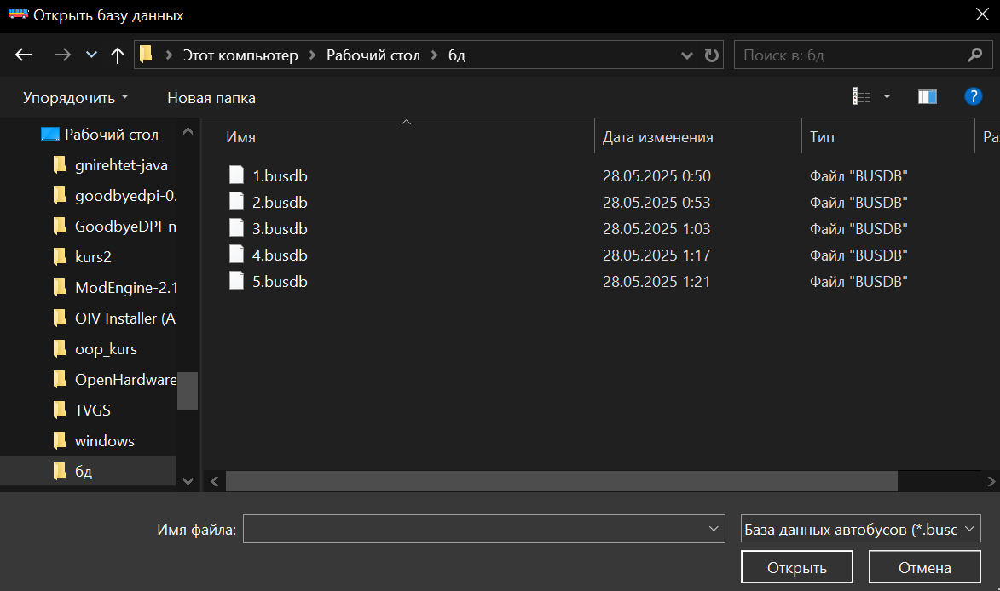 Открыть базу данных
Этот компьютер Рабочий стол бд
Поиск в: бд
Упорядочить Новая папка
Рабочий стол
gnirehtet-java
goodbyedpi-0.
GoodbyeDPI-m
kurs2
ModEngine-2.1
OIV Installer (A
oop_kurs
OpenHardware
TVGS
windows
бд
Имя Дата изменения Тип Ра
1.busdb 28.05.2025 0:50 Файл "BUSDB"
2.busdb 28.05.2025 0:53 Файл "BUSDB"
3.busdb 28.05.2025 1:03 Файл "BUSDB"
4.busdb 28.05.2025 1:17 Файл "BUSDB"
5.busdb 28.05.2025 1:21 Файл "BUSDB"
Имя файла:
База данных автобусов (*.busd
Открыть Отмена